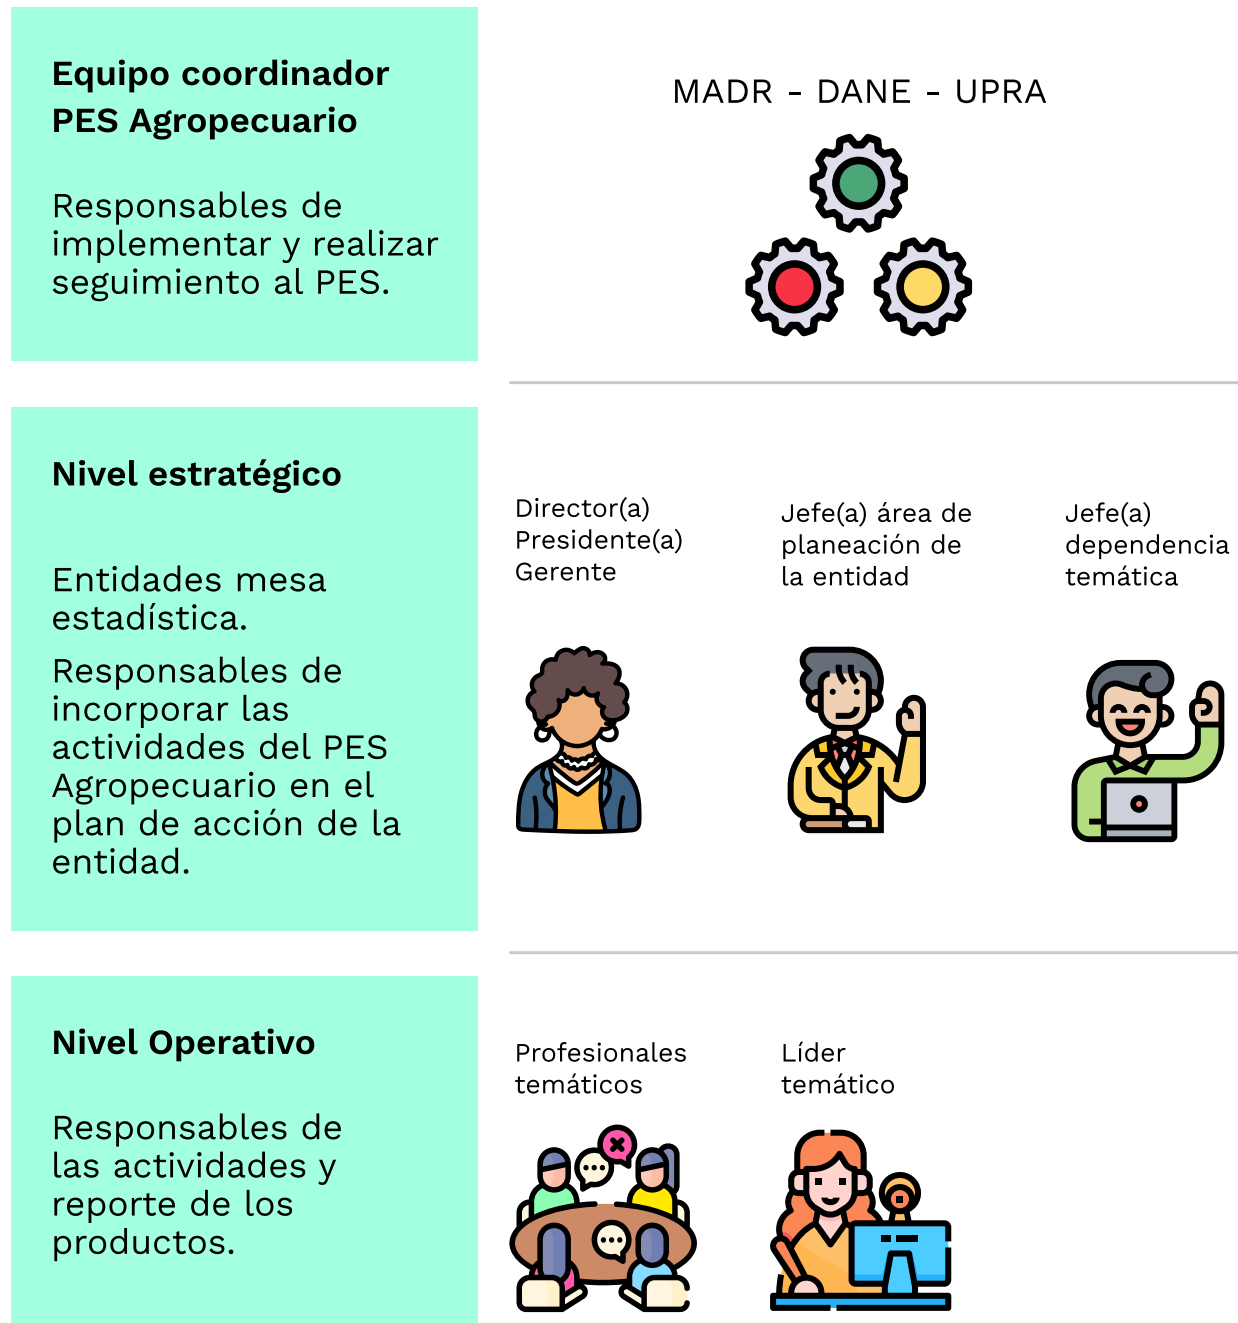 Equipo coordinador
PES Agropecuario
Responsables de
implementar y realizar
seguimiento al PES.
MADR - DANE - UPRA
Nivel estratégico
Entidades mesa
estadística.
Responsables de
incorporar las
actividades del PES
Agropecuario en el
plan de acción de la
entidad.
Director(a)
Presidente(a)
Gerente
Jefe(a) área de
planeación de
la entidad
Jefe(a)
dependencia
temática
Nivel Operativo
Responsables de
las actividades y
reporte de los
productos.
Profesionales
temáticos
Líder
temático